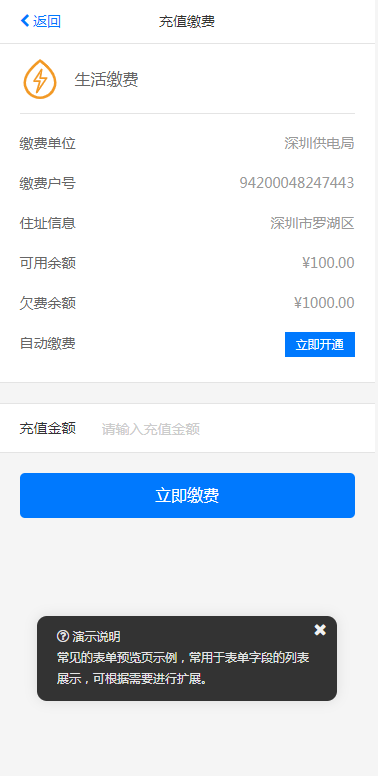 返回 充值缴费
生活缴费
缴费单位 深圳供电局
缴费户号 94200048247443
住址信息 深圳市罗湖区
可用余额 ¥100.00
欠费余额 ¥1000.00
自动缴费 立即开通
充值金额 请输入充值金额
立即缴费
演示说明
常见的表单预览页示例，常用于表单字段的列表
展示，可根据需要进行扩展。